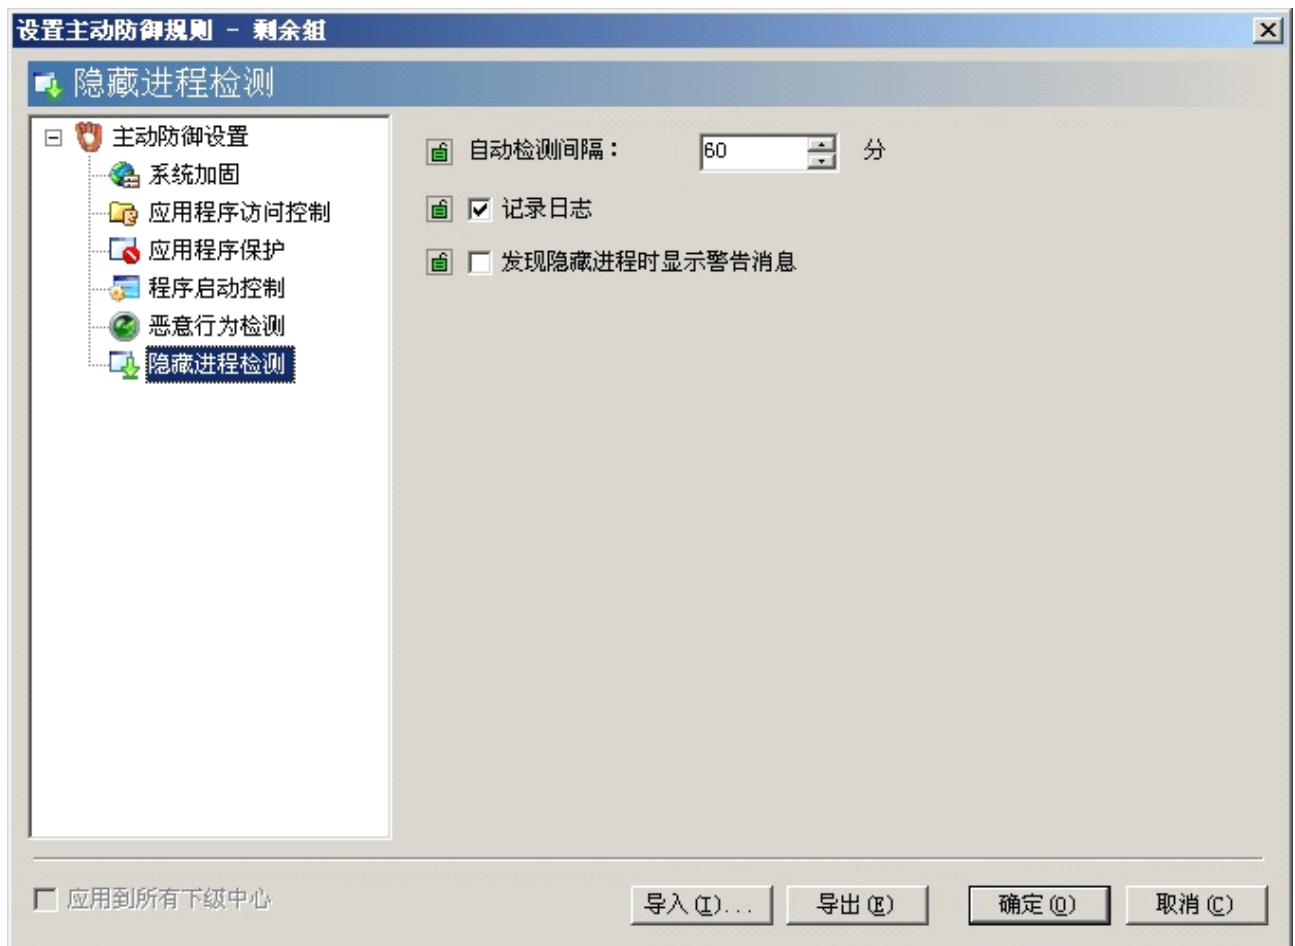 设置主动防御规则 - 剩余组
隐藏进程检测
主动防御设置
系统加固
应用程序访问控制
应用程序保护
程序启动控制
恶意行为检测
隐藏进程检测
自动检测间隔： 60 分
记录日志
发现隐藏进程时显示警告消息
应用到所有下级中心 导入(I)... 导出(E) 确定(O) 取消(C)